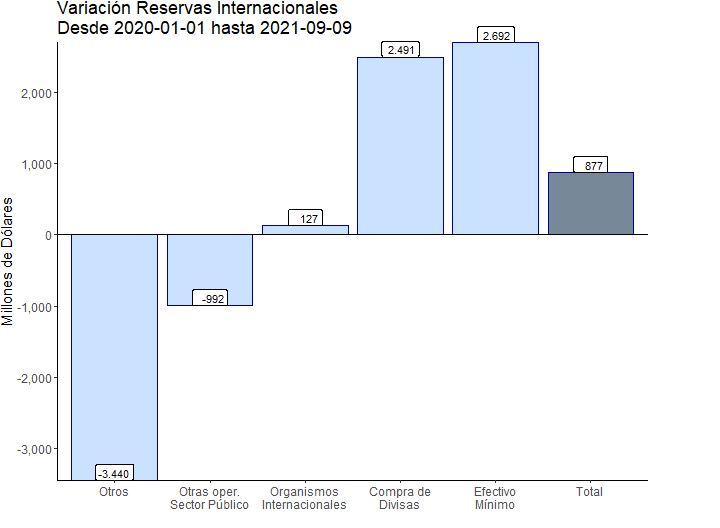 Variación Reservas Internacionales
Desde 2020-01-01 hasta 2021-09-09
Millones de Dólares
2,000
1,000
0
-1,000
-2,000
-3,000
-3.440
-992
127
2.491
2.692
877
Otros
Otras oper.
Sector Público
Organismos
Internacionales
Compra de
Divisas
Efectivo
Mínimo
Total